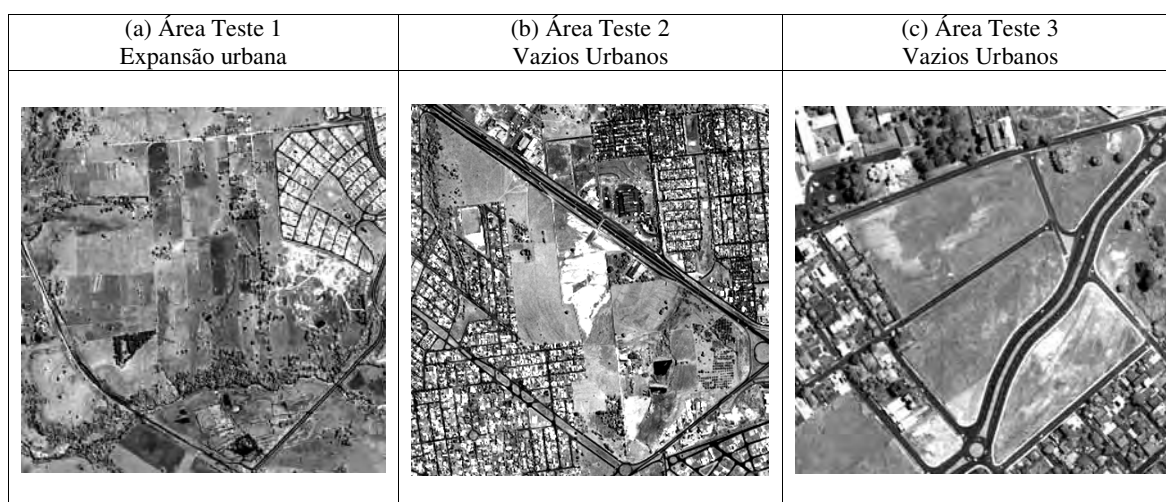 (a) Área Teste 1
Expansão urbana
(b) Área Teste 2
Vazios Urbanos
(c) Área Teste 3
Vazios Urbanos